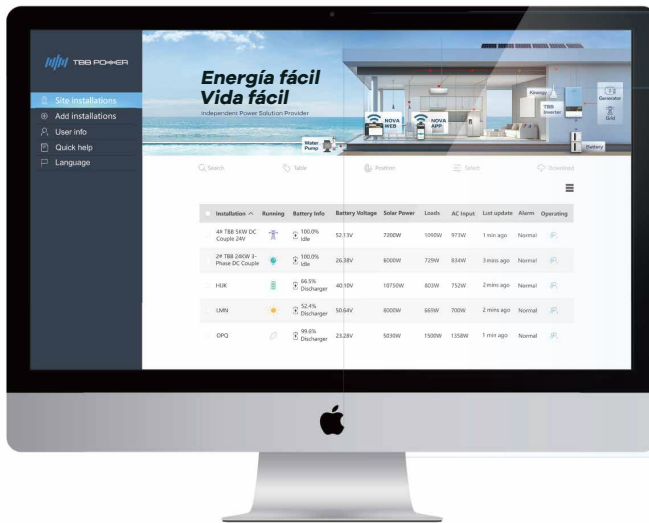 TBB POWER
Site installations
Add installations
User info
Quick help
Language
Energía fácil
Vida fácil
Independent Power Solution Provider
Water
Pump
NOVA
WEB
NOVA
APP
Kinergy
TBB
Inverter
Generator
Grid
Battery
Search
Table
Position
Select
Download
Installation Running Battery Info Battery Voltage Solar Power Loads AC Input Last update Alarm Operating
4# TBB 5KW DC Couple 24V 100.0% Idle 52.13V 7200W 1090W 973W 1 min ago Normal
2# TBB 24KW 3-Phase DC Couple 100.0% Idle 26.38V 6000W 729W 834W 3 mins ago Normal
HUK 66.5% Discharger 40.10V 10750W 803W 752W 2 mins ago Normal
LMN 52.4% Discharger 50.64V 8000W 669W 700W 2 mins ago Normal
OPQ 99.8% Discharger 23.28V 5030W 1500W 1358W 1 min ago Normal